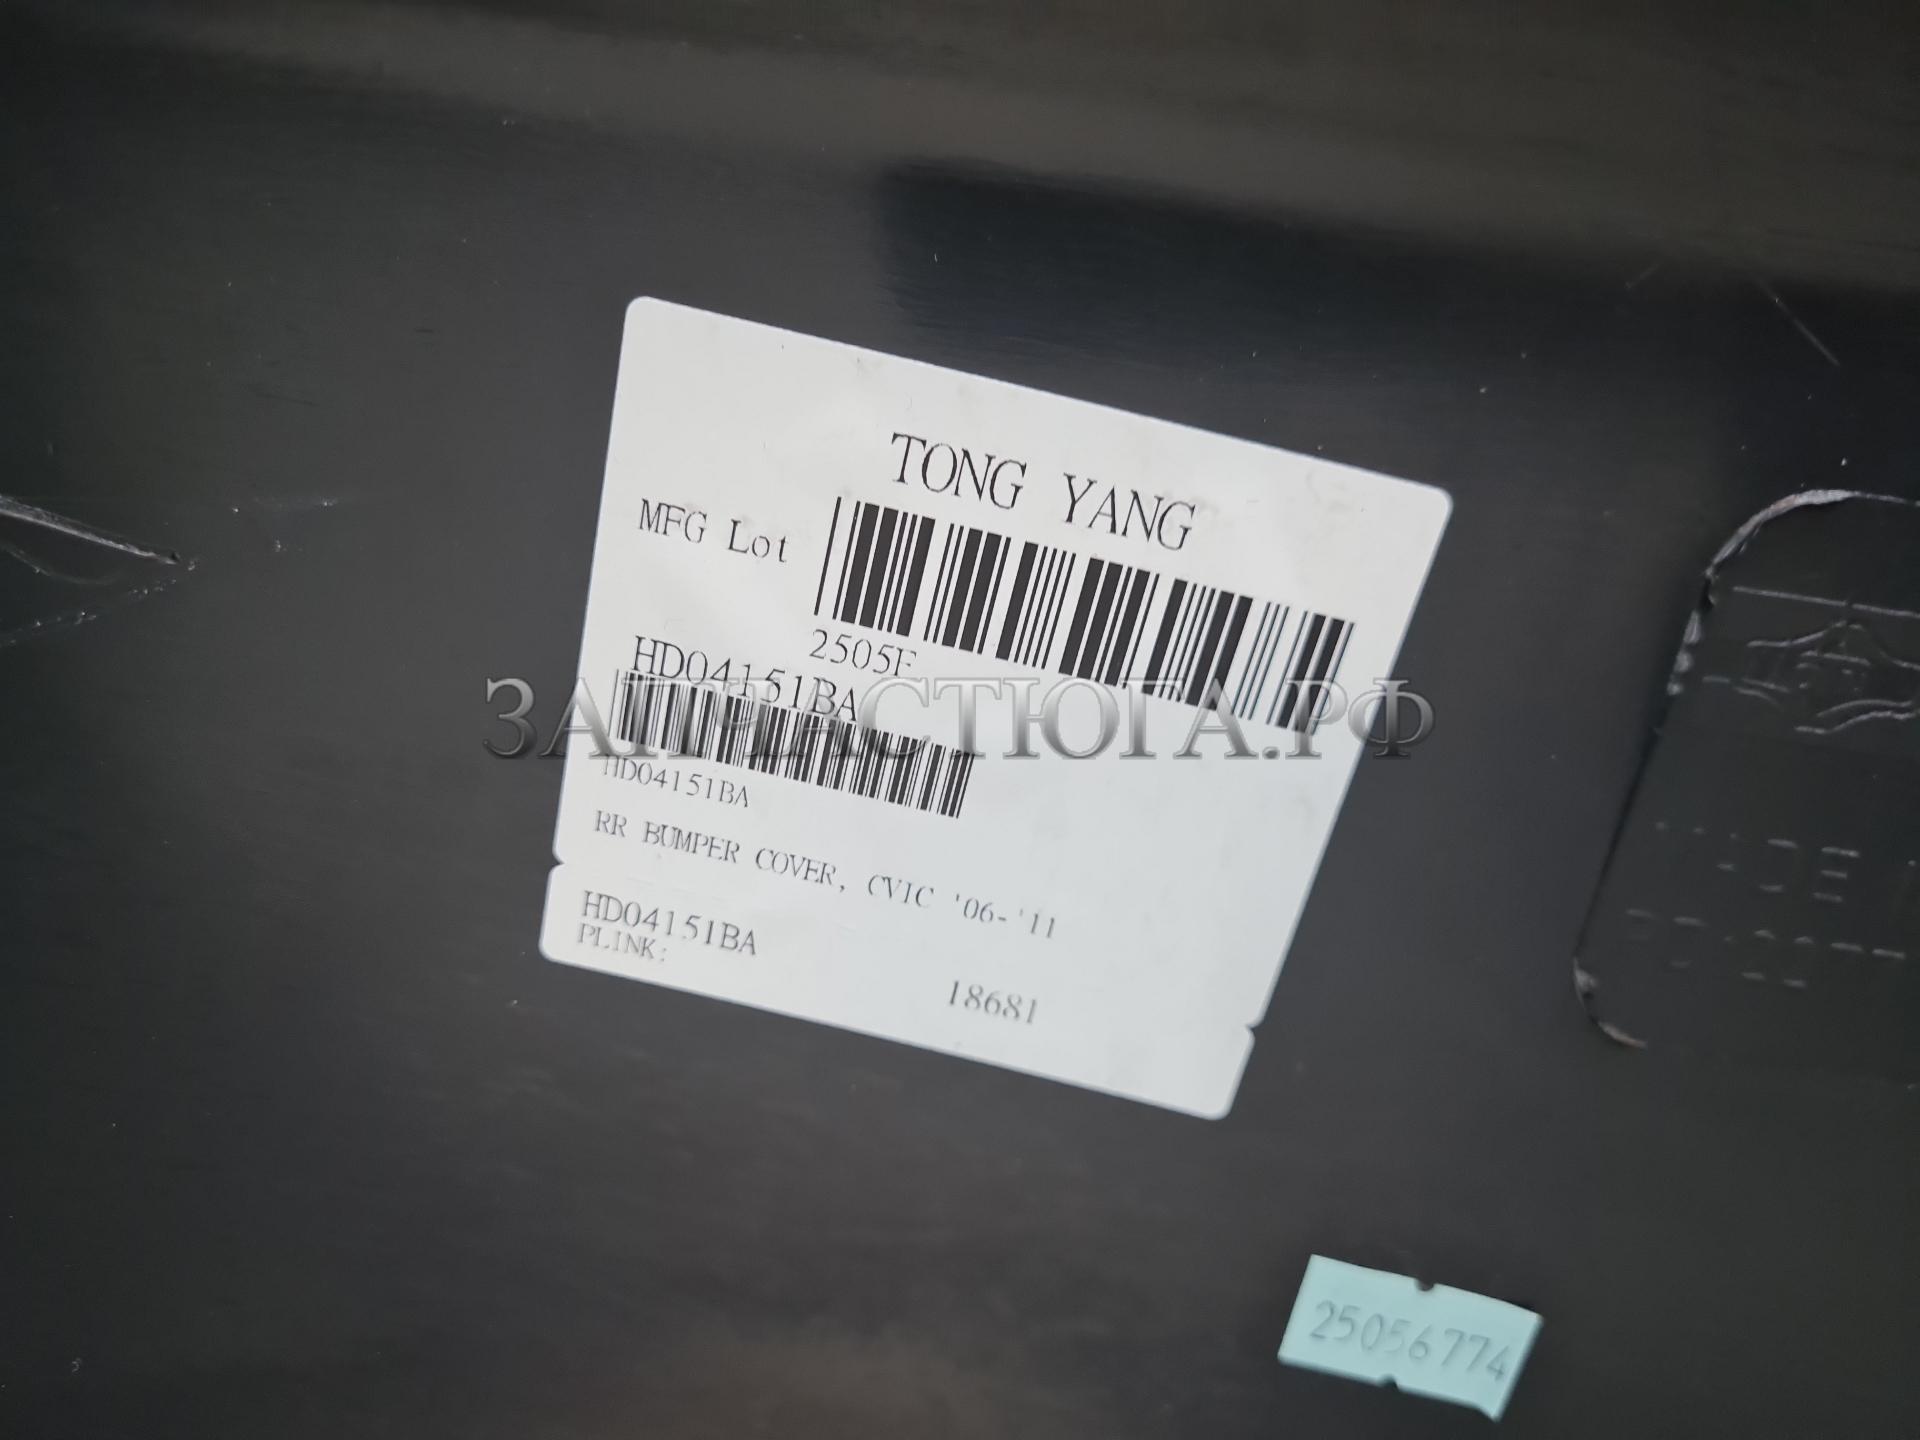 TONG YANG
MFG Lot
2505F
HD04151BA
ЗАПЧАСТЮГА.РФ
HD04151BA
RR BUMPER COVER, CVIC '06-'11
HD04151BA
PLINK:
18681
25056774